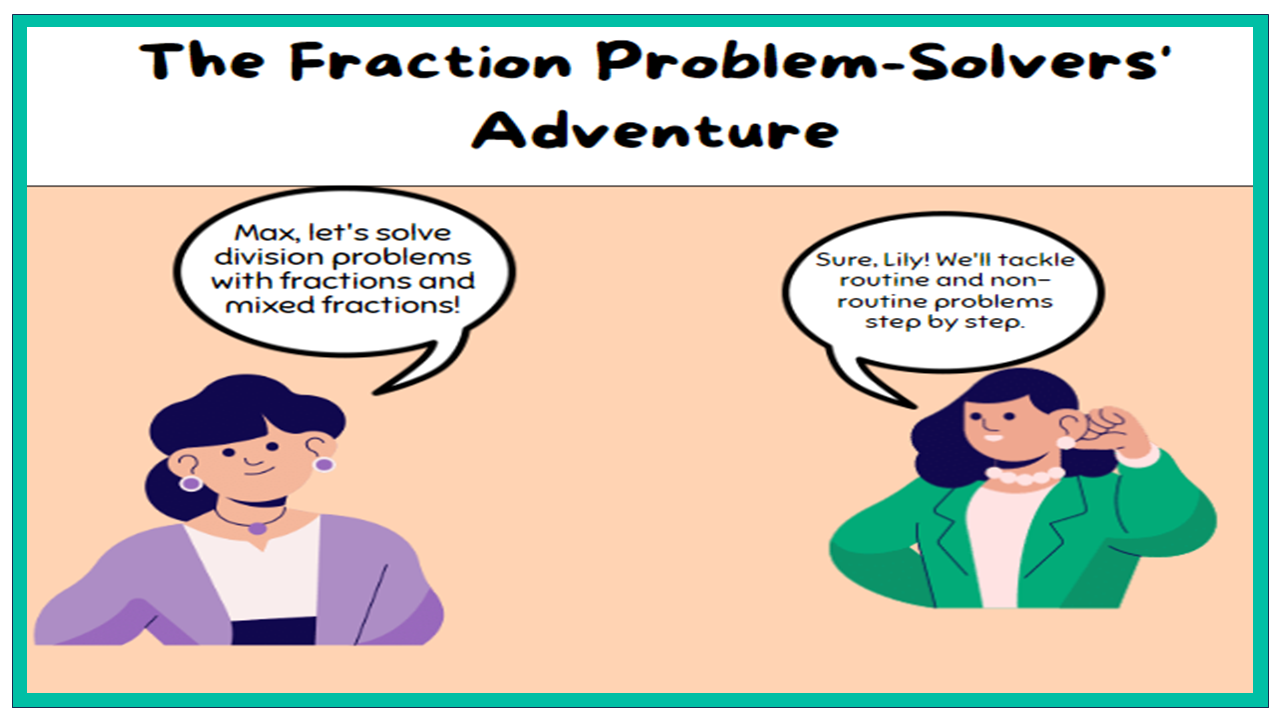 The Fraction Problem-Solvers'
Adventure
Max, let's solve
division problems
with fractions and
mixed fractions!
Sure, Lily! We'll tackle
routine and non-
routine problems
step by step.